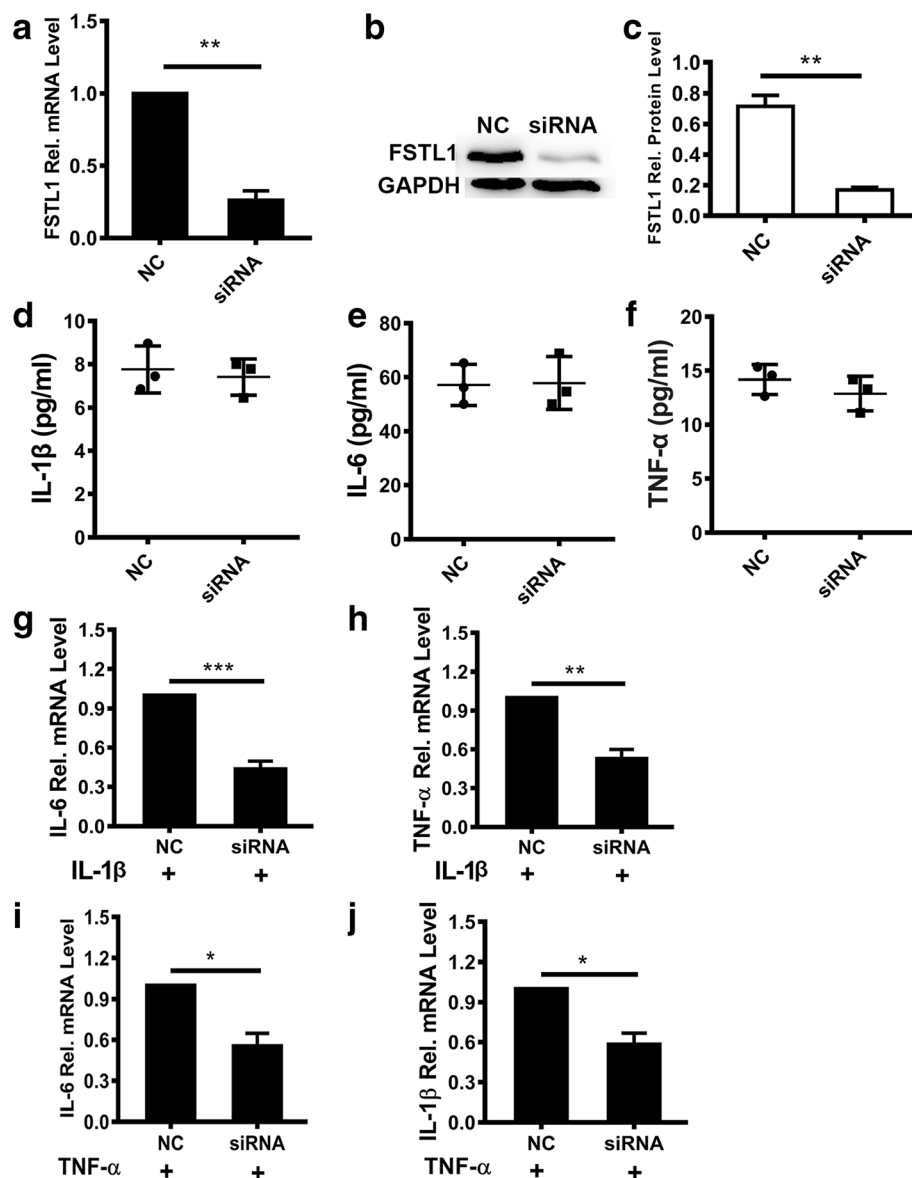 a
FSTL1 Rel. mRNA Level
1.5
1.0
0.5
0.0
**
NC
siRNA
b
NC siRNA
FSTL1
GAPDH
c
FSTL1 Rel. Protein Level
1.0
0.8
0.6
0.4
0.2
0.0
**
NC
siRNA
d
IL-1β (pg/ml)
10
8
6
4
2
0
NC
siRNA
e
IL-6 (pg/ml)
80
60
40
20
0
NC
siRNA
f
TNF-α (pg/ml)
20
15
10
5
0
NC
siRNA
g
IL-6 Rel. mRNA Level
1.5
1.2
0.9
0.6
0.3
0.0
***
NC siRNA
IL-1β + +
h
TNF-α Rel. mRNA Level
1.5
1.2
0.9
0.6
0.3
0.0
**
NC siRNA
IL-1β + +
i
IL-6 Rel. mRNA Level
1.5
1.2
0.9
0.6
0.3
0.0
*
NC siRNA
TNF-α + +
j
IL-1β Rel. mRNA Level
1.5
1.2
0.9
0.6
0.3
0.0
*
NC siRNA
TNF-α + +